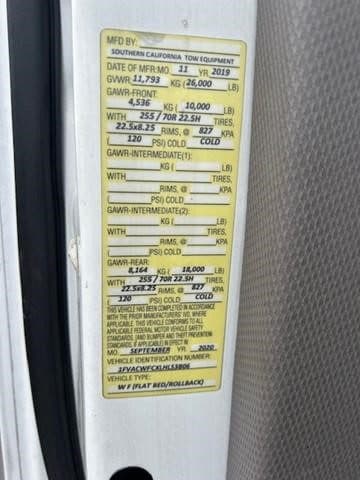 MFD BY:
SOUTHERN CALIFORNIA TOW EQUIPMENT
DATE OF MFR:MO. 11 YR. 2019
GVWR 11,793 KG ( 26,000 LB)
GAWR-FRONT:
4,536 KG ( 10,000 LB)
WITH 255 / 70R 22.5H TIRES,
22.5x8.25 RIMS, @ 827 KPA
( 120 PSI) COLD COLD
GAWR-INTERMEDIATE(1):
KG ( LB)
WITH TIRES,
RIMS, @ KPA
( PSI) COLD
GAWR-INTERMEDIATE(2):
KG ( LB)
WITH TIRES,
RIMS, @ KPA
( PSI) COLD
GAWR-REAR:
8,164 KG ( 18,000 LB)
WITH 255 / 70R 22.5H TIRES,
22.5x8.25 RIMS, @ 827 KPA
( 120 PSI) COLD COLD
THIS VEHICLE HAS BEEN COMPLETED IN ACCORDANCE
WITH THE PRIOR MANUFACTURERS' IVD, WHERE
APPLICABLE. THIS VEHICLE CONFORMS TO ALL
APPLICABLE FEDERAL MOTOR VEHICLE SAFETY
STANDARDS, [AND BUMPER AND THEFT PREVENTION
STANDARDS, IF APPLICABLE] IN EFFECT IN
MO. SEPTEMBER YR. 2020
VEHICLE IDENTIFICATION NUMBER:
1FVACWFCXLHLS3806
VEHICLE TYPE:
W F (FLAT BED/ROLLBACK)